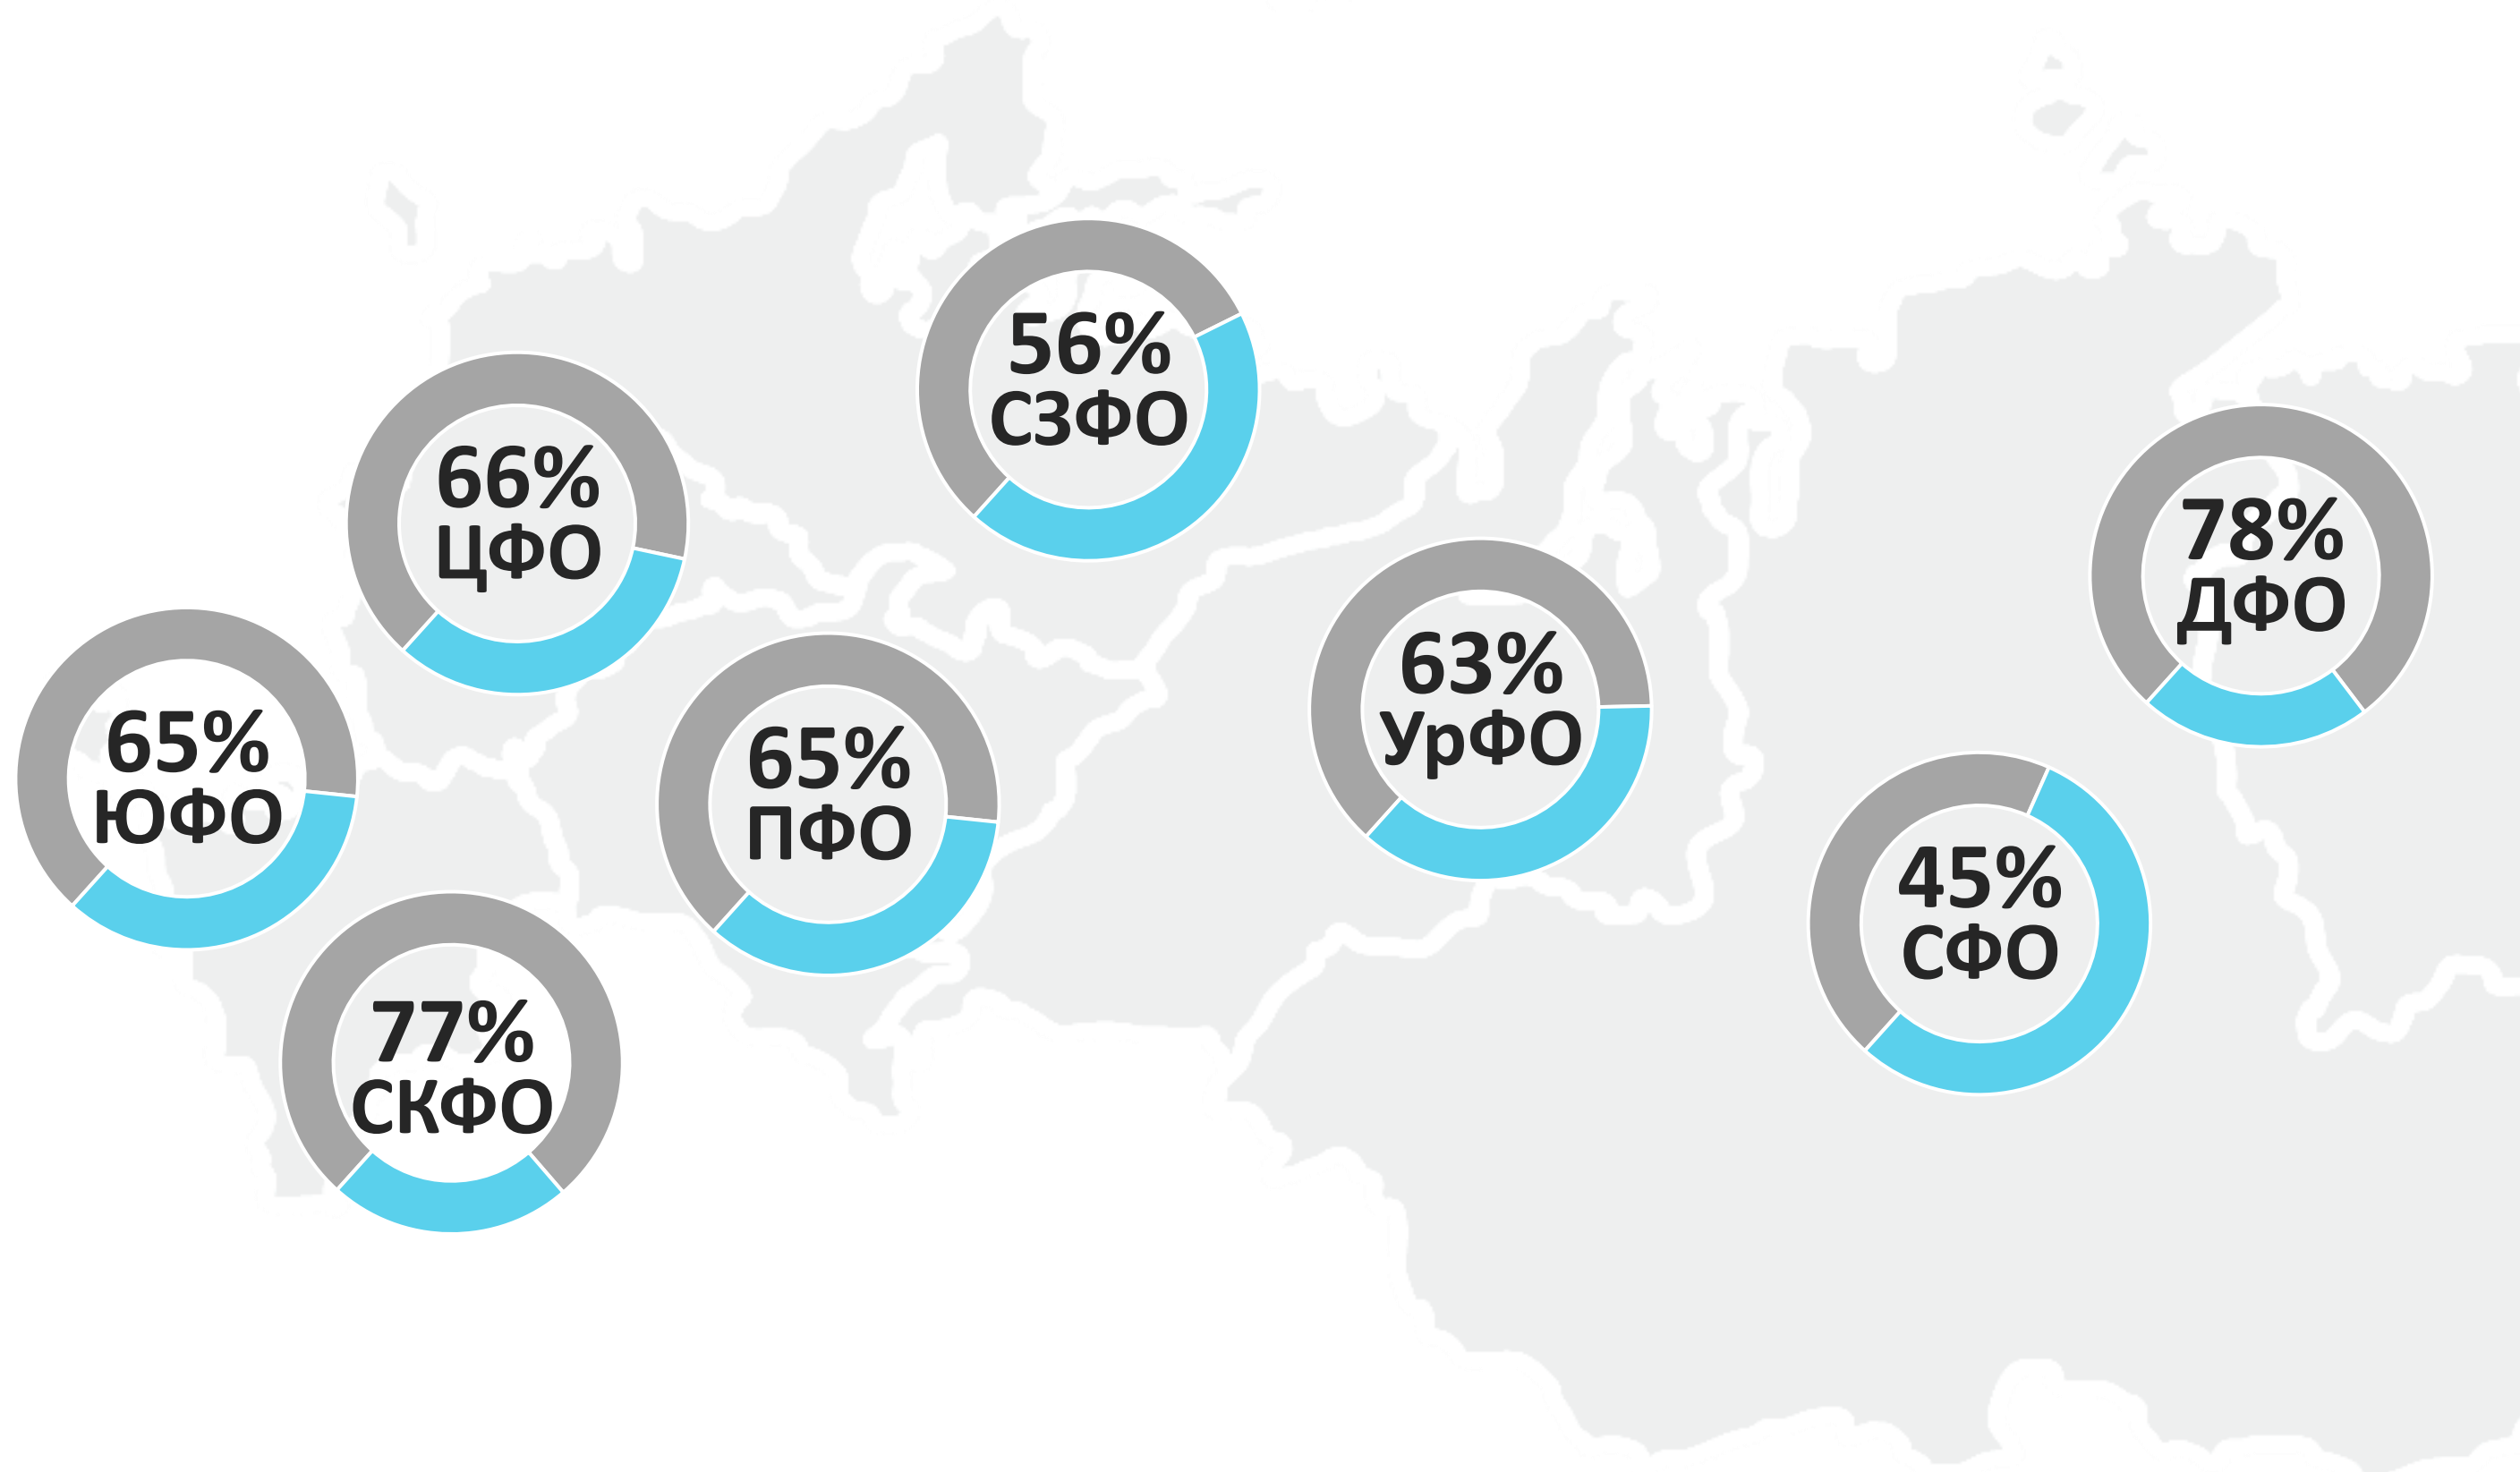 56%
СЗФО
66%
ЦФО
78%
ДФО
63%
УрФО
65%
ЮФО
65%
ПФО
45%
СФО
77%
СКФО